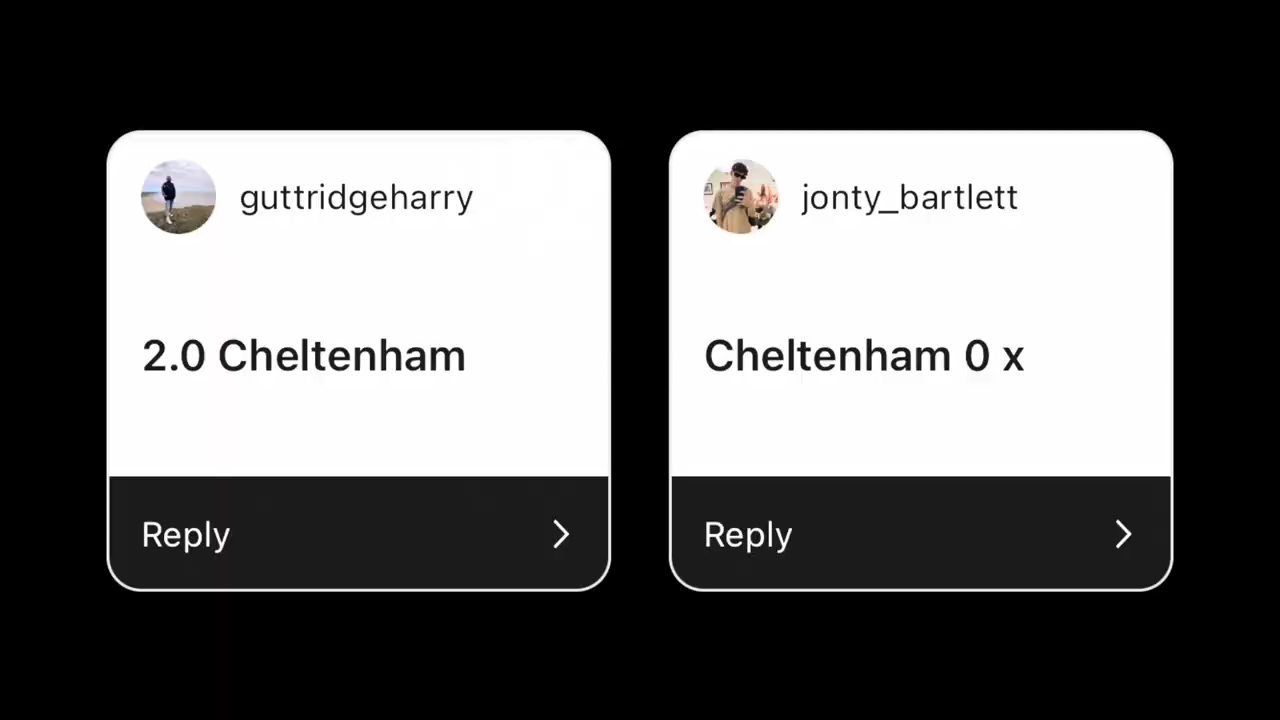 guttridgeharry
2.0 Cheltenham
Reply
jonty_bartlett
Cheltenham 0 x
Reply